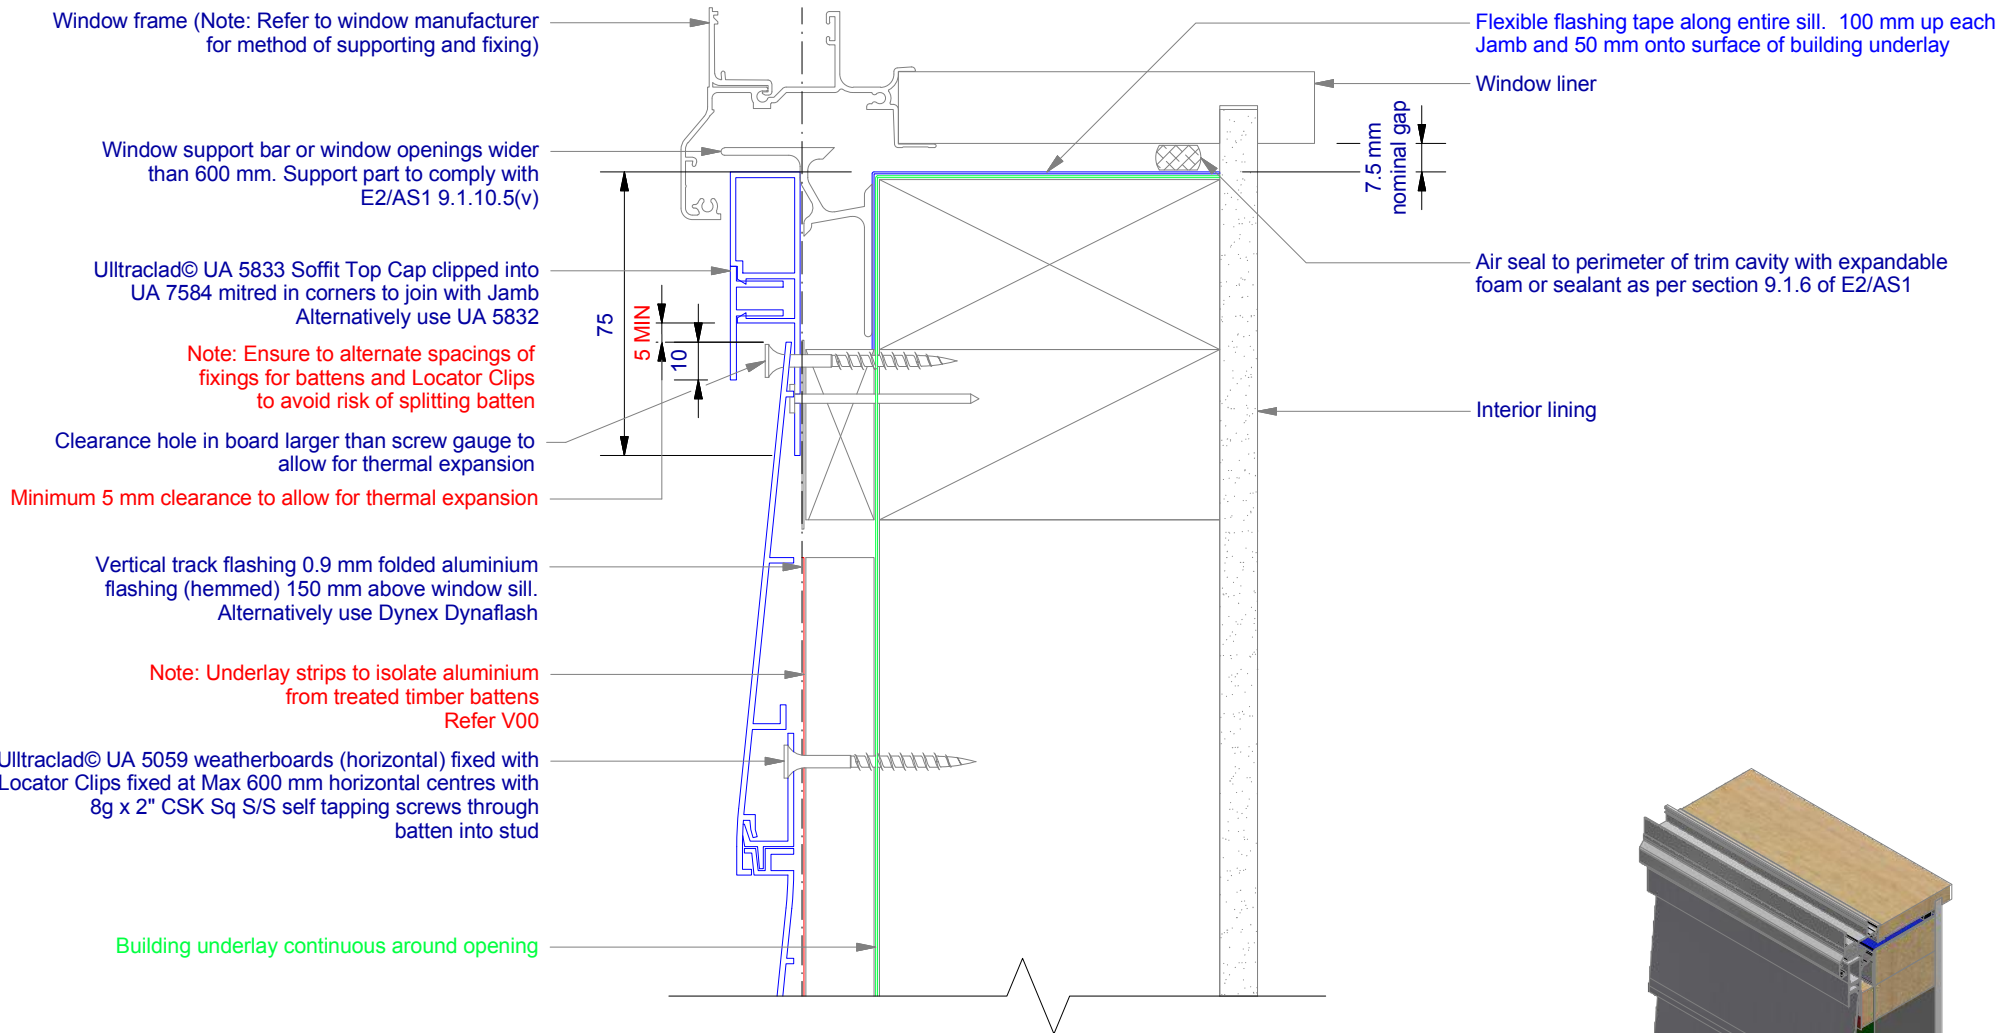 Window frame (Note: Refer to window manufacturer
for method of supporting and fixing)
Window support bar or window openings wider
than 600 mm. Support part to comply with
E2/AS1 9.1.10.5(v)
Ulltraclad© UA 5833 Soffit Top Cap clipped into
UA 7584 mitred in corners to join with Jamb
Alternatively use UA 5832
Note: Ensure to alternate spacings of
fixings for battens and Locator Clips
to avoid risk of splitting batten
Clearance hole in board larger than screw gauge to
allow for thermal expansion
Minimum 5 mm clearance to allow for thermal expansion
Vertical track flashing 0.9 mm folded aluminium
flashing (hemmed) 150 mm above window sill.
Alternatively use Dynex Dynaflash
Note: Underlay strips to isolate aluminium
from treated timber battens
Refer V00
Ulltraclad© UA 5059 weatherboards (horizontal) fixed with
Locator Clips fixed at Max 600 mm horizontal centres with
8g x 2" CSK Sq S/S self tapping screws through
batten into stud
Building underlay continuous around opening
75
5 MIN
10
Flexible flashing tape along entire sill. 100 mm up each
Jamb and 50 mm onto surface of building underlay
Window liner
7.5 mm
nominal gap
Air seal to perimeter of trim cavity with expandable
foam or sealant as per section 9.1.6 of E2/AS1
Interior lining